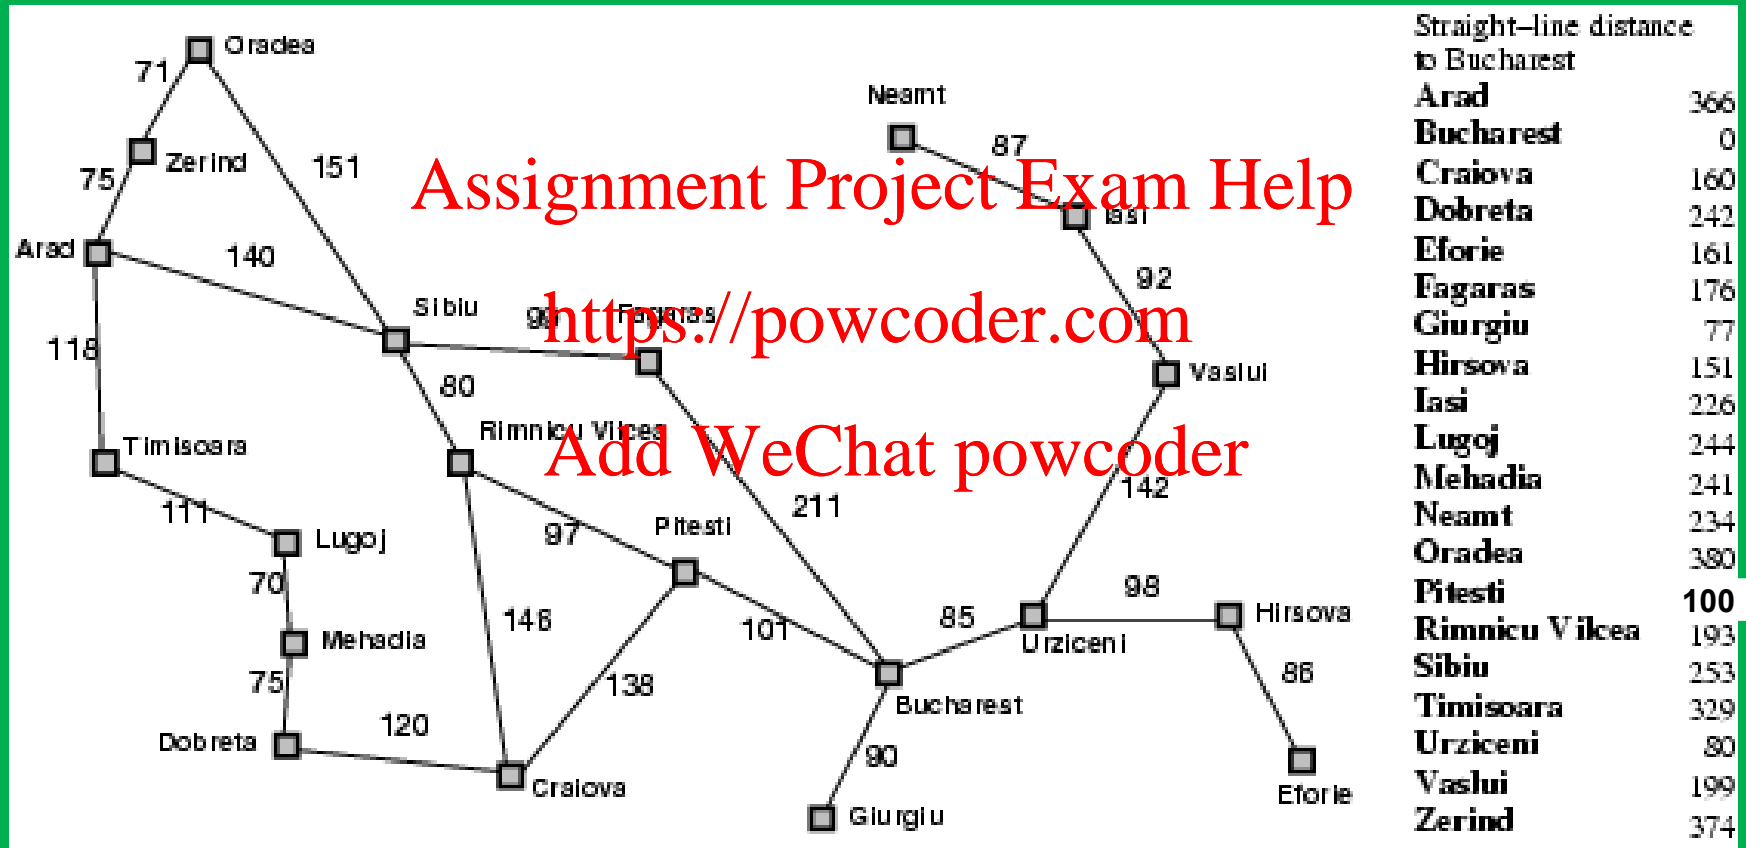 Straight–line distance
to Bucharest
Arad 366
Bucharest 0
Craiova 160
Dobreta 242
Eforie 161
Fagaras 176
Giurgiu 77
Hirsova 151
Iasi 226
Lugoj 244
Mehadia 241
Neamt 234
Oradea 380
Pitesti 100
Rimnicu Vilcea 193
Sibiu 253
Timisoara 329
Urziceni 80
Vaslui 199
Zerind 374
Oradea
71
Neamt
87
Zerind
151
75
Assignment Project Exam Help
Iasi
Arad
140
92
Sibiu
99
Fagaras
https://powcoder.com
118
80
Vaslui
Timisoara
Rimnicu Vilcea
Add WeChat powcoder
142
111
211
97
Pitesti
Lugoj
70
98
146
101
85
Hirsova
Mehadia
Urziceni
75
138
86
120
Bucharest
Dobreta
90
Craiova
Eforie
Giurgiu